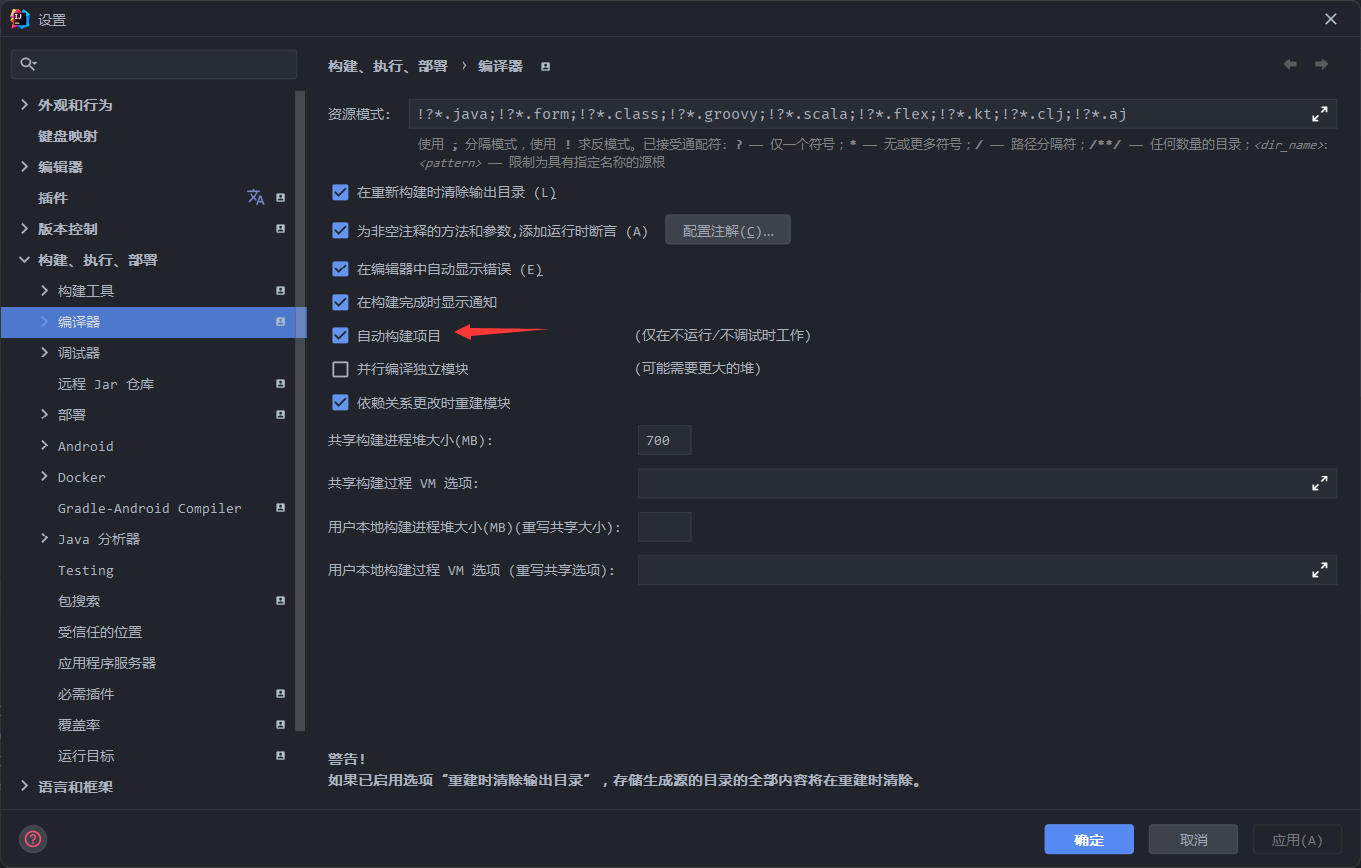 设置
外观和行为
键盘映射
编辑器
插件
版本控制
构建、执行、部署
构建工具
编译器
调试器
远程 Jar 仓库
部署
Android
Docker
Gradle-Android Compiler
Java 分析器
Testing
包搜索
受信任的位置
应用程序服务器
必需插件
覆盖率
运行目标
语言和框架
构建、执行、部署 › 编译器
资源模式: !?*.java;!?*.form;!?*.class;!?*.groovy;!?*.scala;!?*.flex;!?*.kt;!?*.clj;!?*.aj
使用 ; 分隔模式，使用 ! 求反模式。已接受通配符: ? — 仅一个符号；* — 无或更多符号；/ — 路径分隔符；/**/ — 任何数量的目录；<dir_name>:
<pattern> — 限制为具有指定名称的源根
在重新构建时清除输出目录 (L)
为非空注释的方法和参数,添加运行时断言 (A) 配置注解(C)...
在编辑器中自动显示错误 (E)
在构建完成时显示通知
自动构建项目 (仅在不运行/不调试时工作)
并行编译独立模块 (可能需要更大的堆)
依赖关系更改时重建模块
共享构建进程堆大小(MB): 700
共享构建过程 VM 选项:
用户本地构建进程堆大小(MB)(重写共享大小):
用户本地构建过程 VM 选项 (重写共享选项):
警告!
如果已启用选项“重建时清除输出目录”，存储生成源的目录的全部内容将在重建时清除。
确定 取消 应用(A)